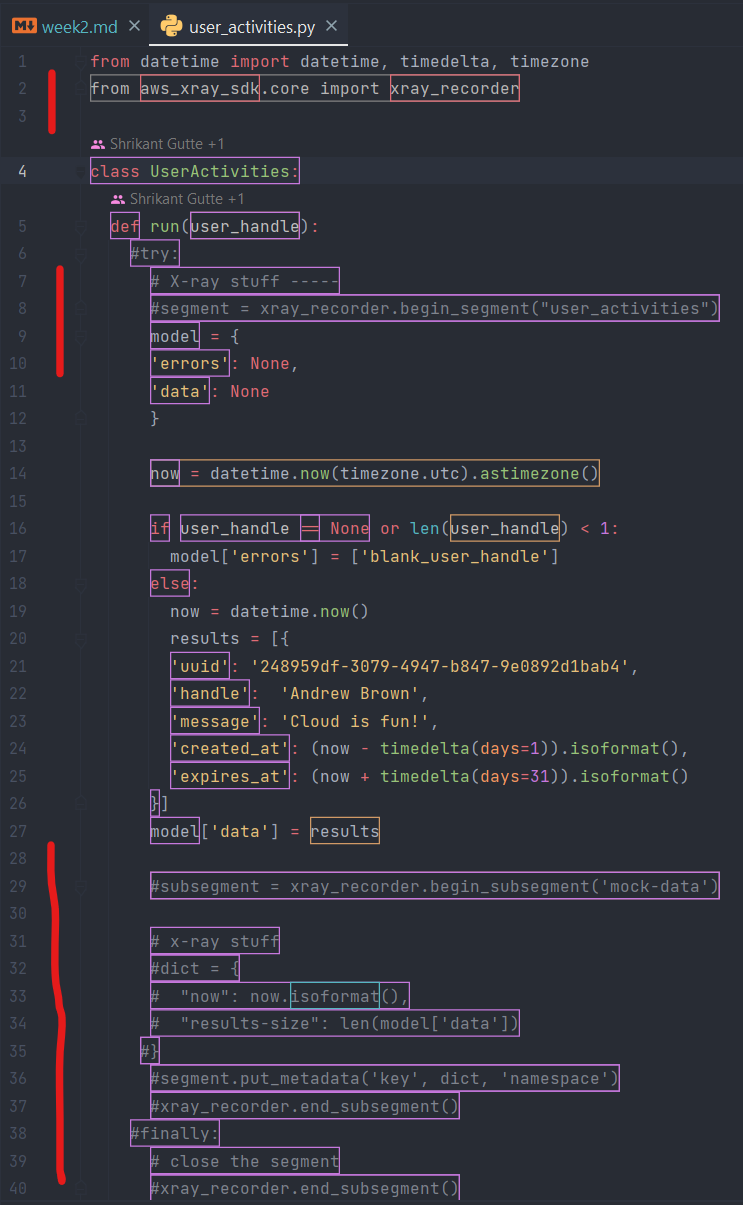 week2.md × user_activities.py ×
1 from datetime import datetime, timedelta, timezone
2 from aws_xray_sdk.core import xray_recorder
3
Shrikant Gutte +1
4 class UserActivities:
Shrikant Gutte +1
5 def run(user_handle):
6 #try:
7 # X-ray stuff -----
8 #segment = xray_recorder.begin_segment("user_activities")
9 model = {
10 'errors': None,
11 'data': None
12 }
13
14 now = datetime.now(timezone.utc).astimezone()
15
16 if user_handle == None or len(user_handle) < 1:
17 model['errors'] = ['blank_user_handle']
18 else:
19 now = datetime.now()
20 results = [{
21 'uuid': '248959df-3079-4947-b847-9e0892d1bab4',
22 'handle': 'Andrew Brown',
23 'message': 'Cloud is fun!',
24 'created_at': (now - timedelta(days=1)).isoformat(),
25 'expires_at': (now + timedelta(days=31)).isoformat()
26 }]
27 model['data'] = results
28
29 #subsegment = xray_recorder.begin_subsegment('mock-data')
30
31 # x-ray stuff
32 #dict = {
33 # "now": now.isoformat(),
34 # "results-size": len(model['data'])
35 #}
36 #segment.put_metadata('key', dict, 'namespace')
37 #xray_recorder.end_subsegment()
38 #finally:
39 # close the segment
40 #xray_recorder.end_subsegment()